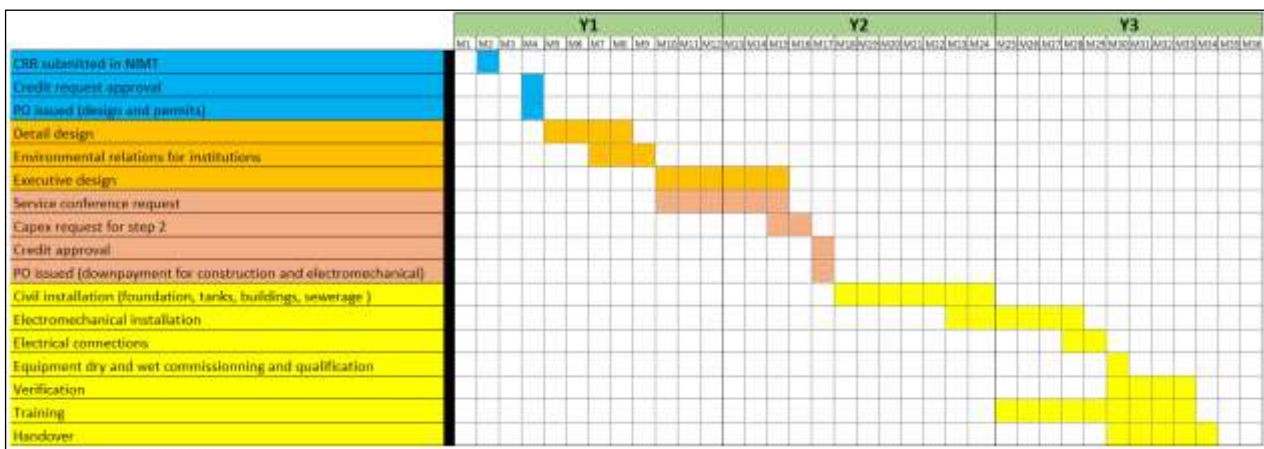 Y1 Y2 Y3
M1 M2 M3 M4 M5 M6 M7 M8 M9 M10 M11 M12 M13 M14 M15 M16 M17 M18 M19 M20 M21 M22 M23 M24 M25 M26 M27 M28 M29 M30 M31 M32 M33 M34 M35 M36
CRR submitted in NIMT
Credit request approval
PO issued (design and permits)
Detail design
Environmental relations for institutions
Executive design
Service conference request
Capex request for step 2
Credit approval
PO issued (downpayment for construction and electromechanical)
Civil installation (foundation, tanks, buildings, sewerage )
Electromechanical installation
Electrical connections
Equipment dry and wet commissionning and qualification
Verification
Training
Handover